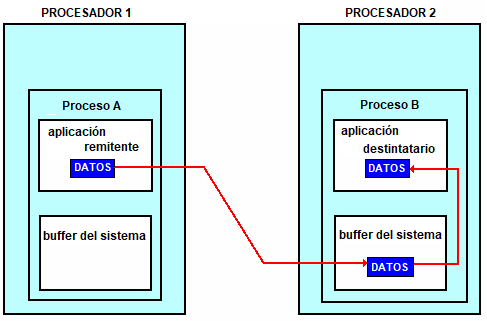 PROCESADOR 1
Proceso A
aplicación
remitente
DATOS
buffer del sistema
PROCESADOR 2
Proceso B
aplicación
destintatario
DATOS
buffer del sistema
DATOS